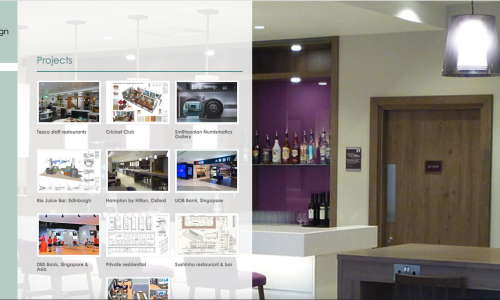 gn
Projects
Tesco staff restaurants
Cricket Club
Smithsonian Numismatics
Gallery
Rio Juice Bar: Edinburgh
Hampton by Hilton, Oxford
UOB Bank, Singapore
DBS Bank, Singapore &
Asia
Private residential
Sushinho restaurant & bar